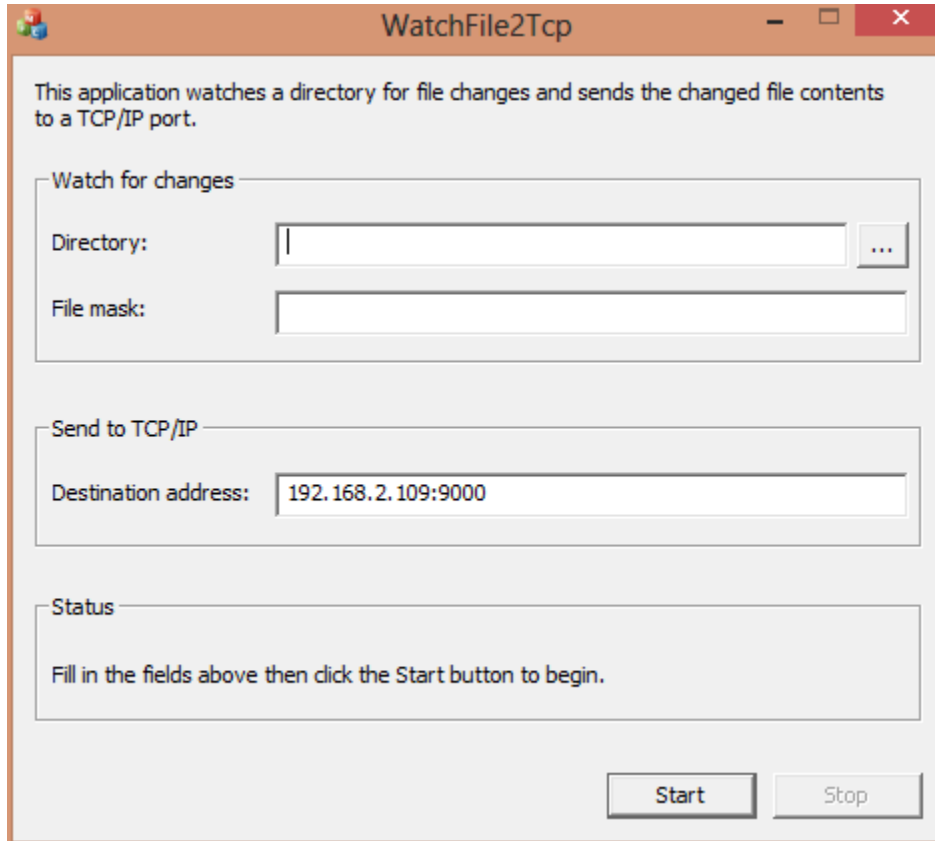 WatchFile2Tcp
This application watches a directory for file changes and sends the changed file contents
to a TCP/IP port.
Watch for changes
Directory:
...
File mask:
Send to TCP/IP
Destination address: 192.168.2.109:9000
Status
Fill in the fields above then click the Start button to begin.
Start Stop